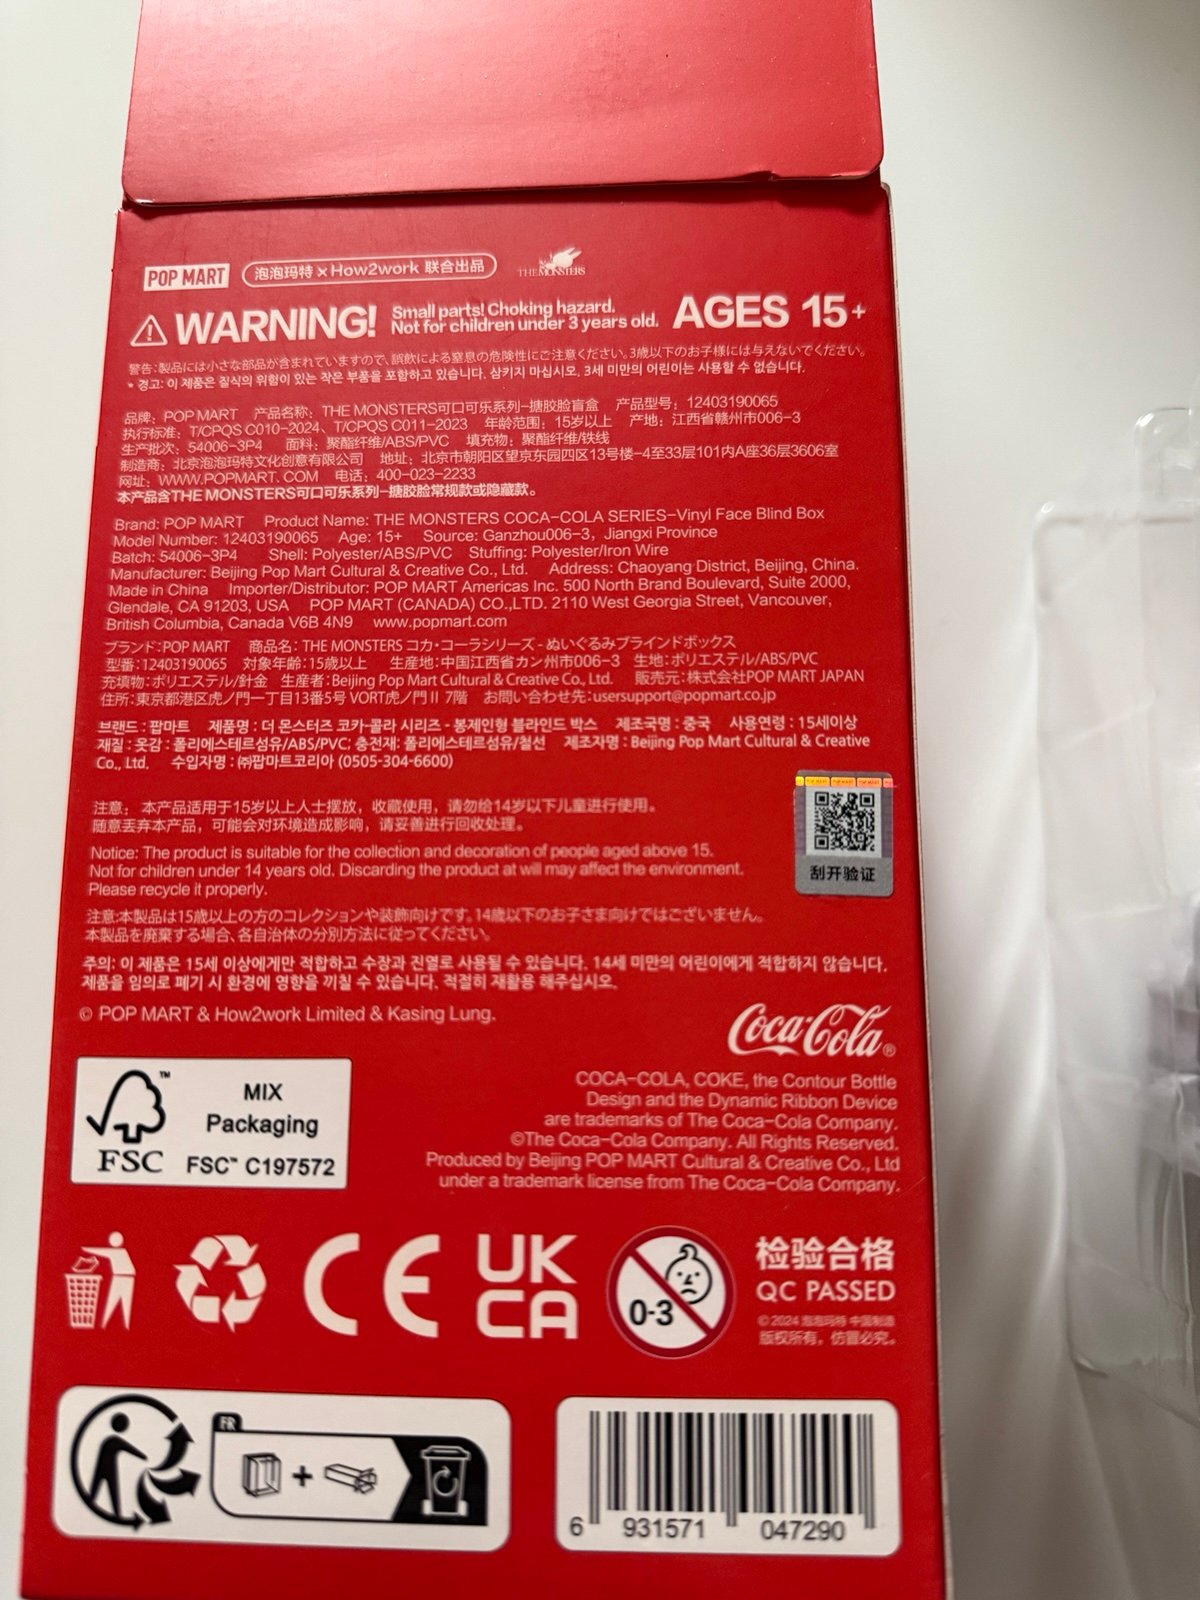 POP MART 泡泡玛特×How2work 联合出品 THE MONSTERS
WARNING! Small parts! Choking hazard. Not for children under 3 years old. AGES 15+
警告:製品には小さな部品が含まれていますので、誤飲による窒息の危険性にご注意ください。3歳以下のお子様には与えないでください。
* 경고: 이 제품은 질식의 위험이 있는 작은 부품을 포함하고 있습니다. 삼키지 마십시오. 3세 미만의 어린이는 사용할 수 없습니다.
品牌: POP MART 产品名称: THE MONSTERS可口可乐系列-搪胶脸盲盒 产品型号: 12403190065
执行标准: T/CPQS C010-2024、T/CPQS C011-2023 年龄范围: 15岁以上 产地: 江西省赣州市006-3
生产批次: 54006-3P4 面料: 聚酯纤维/ABS/PVC 填充物: 聚酯纤维/铁线
制造商: 北京泡泡玛特文化创意有限公司 地址: 北京市朝阳区望京东园四区13号楼-4至33层101内A座36层3606室
网址: WWW.POPMART.COM 电话: 400-023-2233
本产品含THE MONSTERS可口可乐系列-搪胶脸常规款或隐藏款。
Brand: POP MART Product Name: THE MONSTERS COCA-COLA SERIES-Vinyl Face Blind Box
Model Number: 12403190065 Age: 15+ Source: Ganzhou006-3, Jiangxi Province
Batch: 54006-3P4 Shell: Polyester/ABS/PVC Stuffing: Polyester/Iron Wire
Manufacturer: Beijing Pop Mart Cultural & Creative Co., Ltd. Address: Chaoyang District, Beijing, China.
Made in China Importer/Distributor: POP MART Americas Inc. 500 North Brand Boulevard, Suite 2000,
Glendale, CA 91203, USA POP MART (CANADA) CO.,LTD. 2110 West Georgia Street, Vancouver,
British Columbia, Canada V6B 4N9 www.popmart.com
ブランド:POP MART 商品名: THE MONSTERS コカ・コーラシリーズ - ぬいぐるみブラインドボックス
型番:12403190065 対象年齢:15歳以上 生産地:中国江西省カン州市006-3 生地:ポリエステル/ABS/PVC
充填物:ポリエステル/針金 生産者:Beijing Pop Mart Cultural & Creative Co., Ltd. 販売元:株式会社POP MART JAPAN
住所:東京都港区虎ノ門一丁目13番5号 VORT虎ノ門Ⅱ 7階 お問い合わせ先:usersupport@popmart.co.jp
브랜드 : 팝마트 제품명 : 더 몬스터즈 코카-콜라 시리즈 - 봉제인형 블라인드 박스 제조국명 : 중국 사용연령 : 15세이상
재질 : 옷감 : 폴리에스테르섬유/ABS/PVC; 충전재: 폴리에스테르섬유/철선 제조자명 : Beijing Pop Mart Cultural & Creative
Co., Ltd. 수입자명 : ㈜팝마트코리아 (0505-304-6600)
注意: 本产品适用于15岁以上人士摆放，收藏使用，请勿给14岁以下儿童进行使用。
随意丢弃本产品，可能会对环境造成影响，请妥善进行回收处理。
刮开验证
Notice: The product is suitable for the collection and decoration of people aged above 15.
Not for children under 14 years old. Discarding the product at will may affect the environment.
Please recycle it properly.
注意:本製品は15歳以上の方のコレクションや装飾向けです。14歳以下のお子さま向けではございません。
本製品を廃棄する場合、各自治体の分別方法に従ってください。
주의: 이 제품은 15세 이상에게만 적합하고 수장과 진열로 사용될 수 있습니다. 14세 미만의 어린이에게 적합하지 않습니다.
제품을 임의로 폐기 시 환경에 영향을 끼칠 수 있습니다. 적절히 재활용 해주십시오.
© POP MART & How2work Limited & Kasing Lung.
Coca-Cola®
COCA-COLA, COKE, the Contour Bottle
Design and the Dynamic Ribbon Device
are trademarks of The Coca-Cola Company.
©The Coca-Cola Company. All Rights Reserved.
Produced by Beijing POP MART Cultural & Creative Co., Ltd
under a trademark license from The Coca-Cola Company.
™
FSC
MIX
Packaging
FSC™ C197572
CE
UK
CA
0-3
检验合格
QC PASSED
© 2024 泡泡玛特 中国制造
版权所有，仿冒必究。
FR
+
6 931571 047290